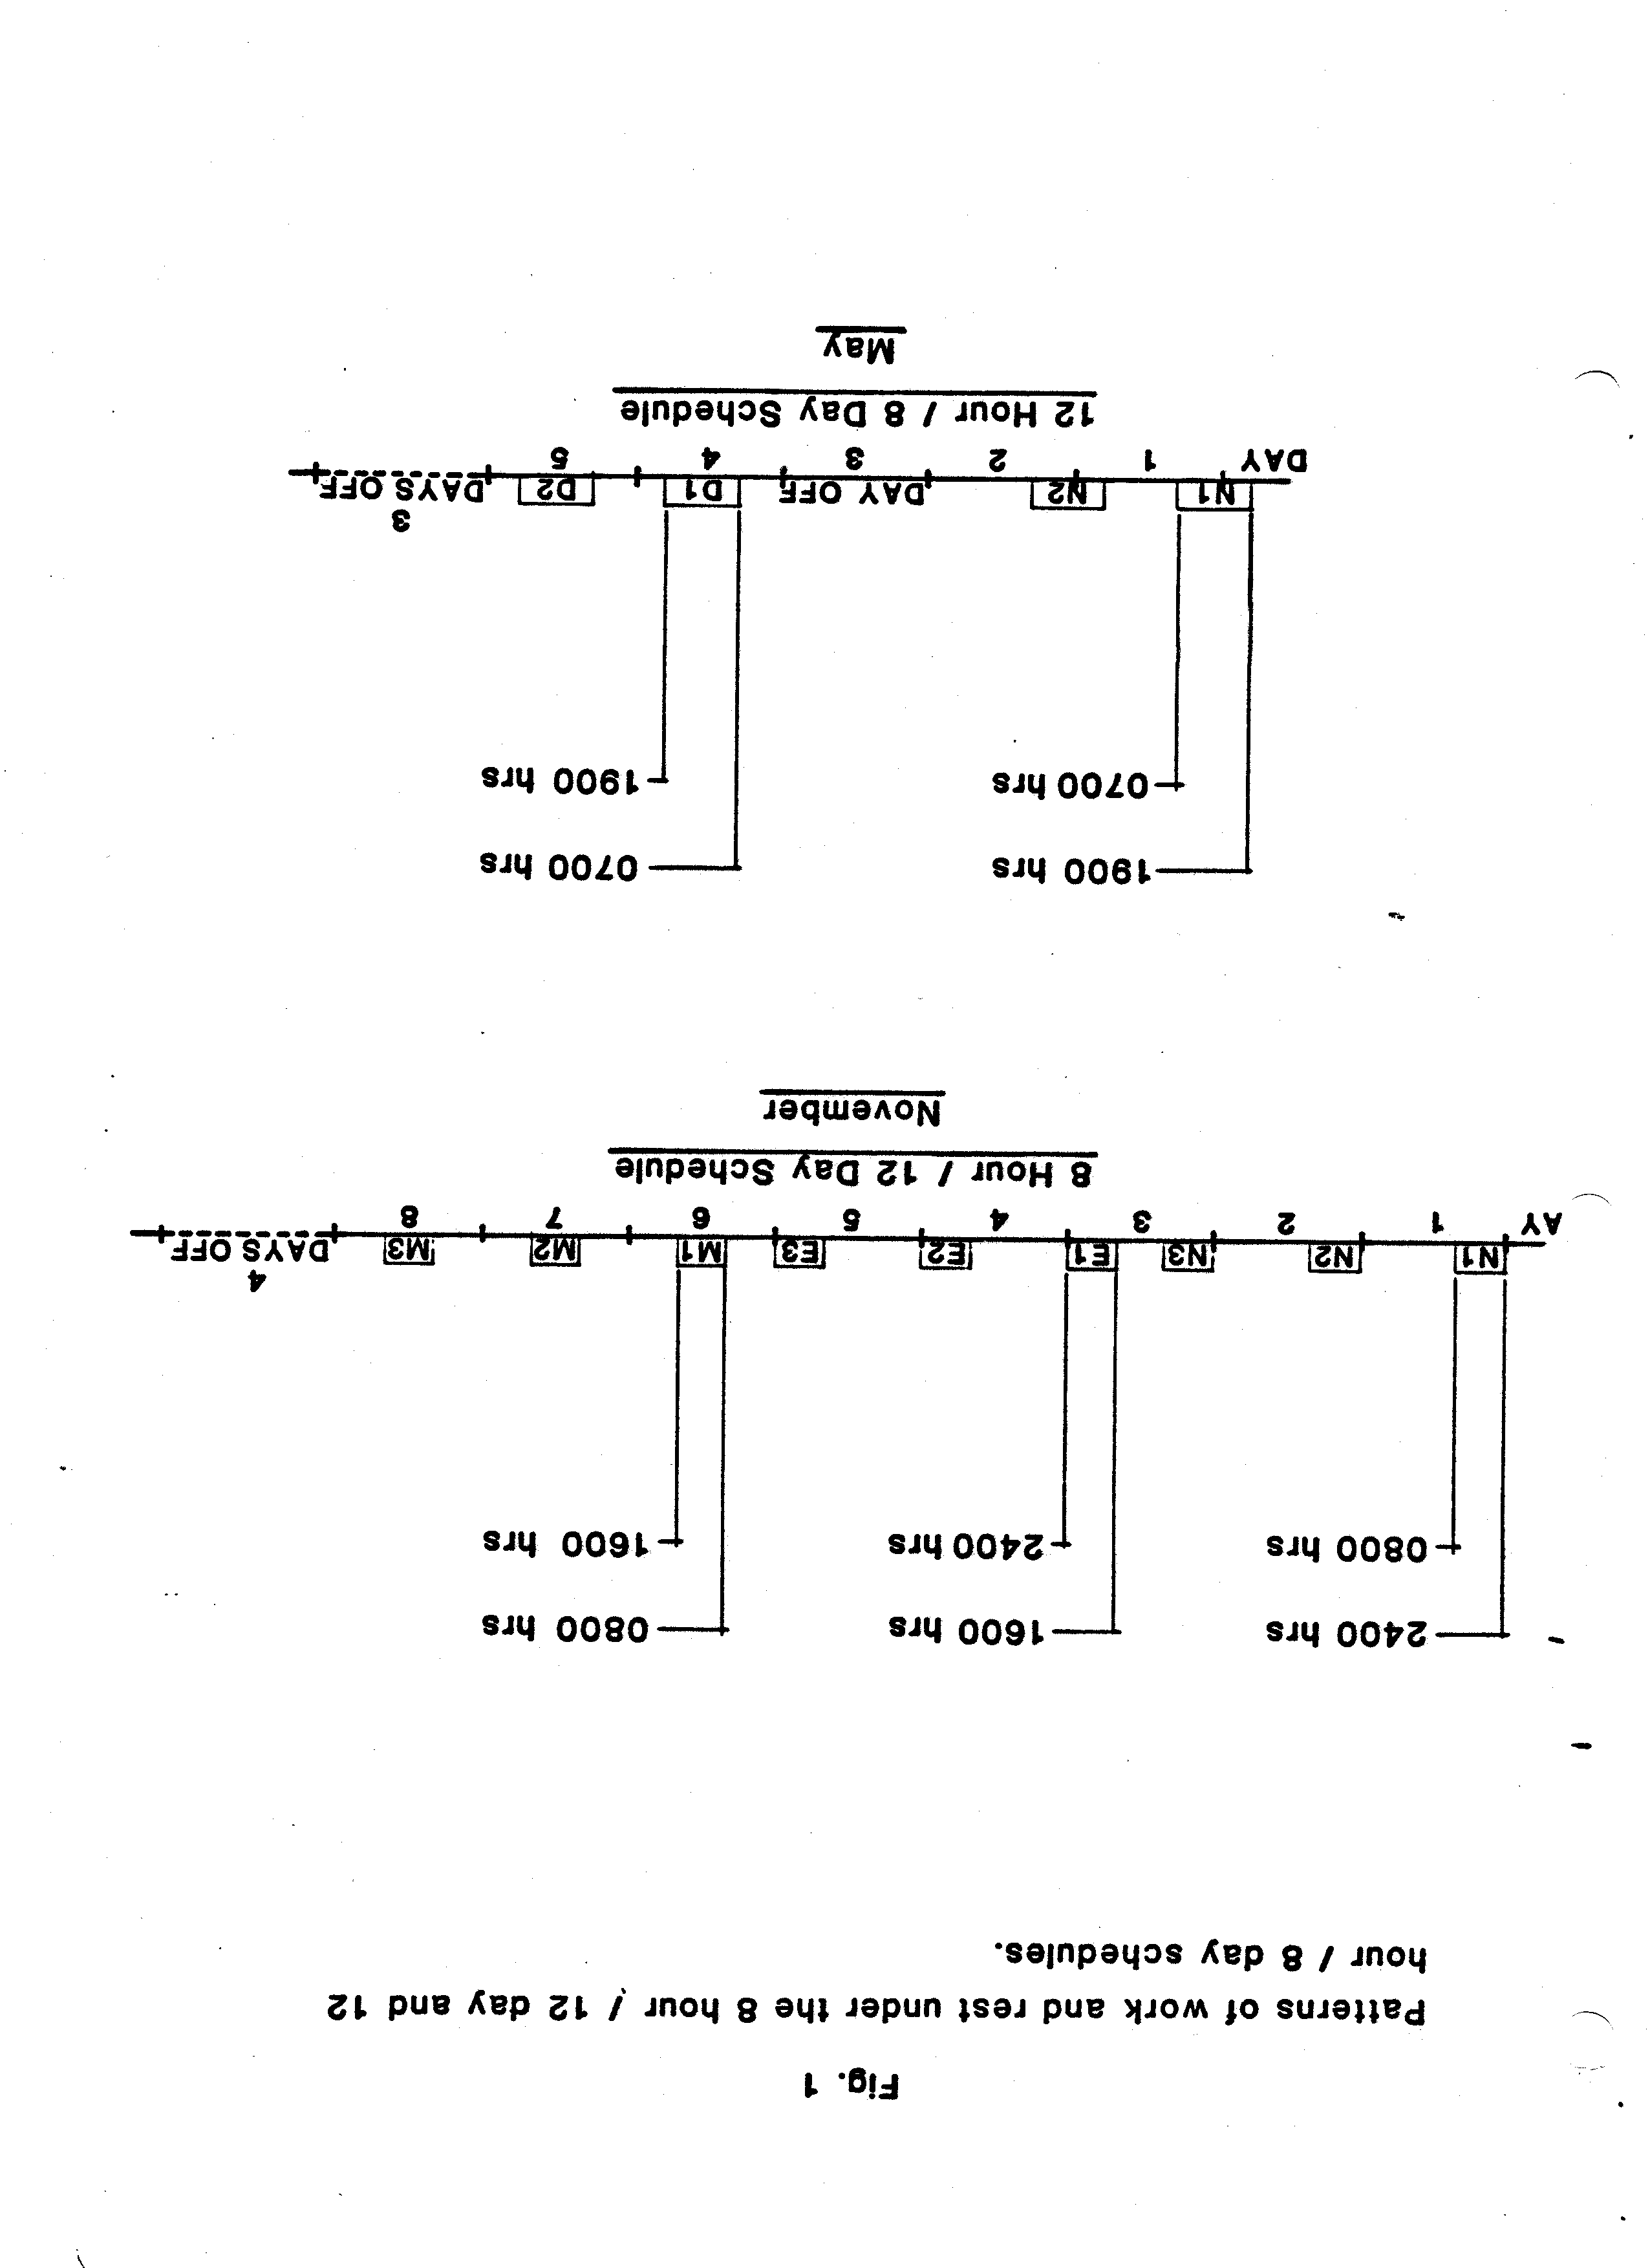 Fig. 1
Patterns of work and rest under the 8 hour / 12 day and 12
hour / 8 day schedules.
2400 hrs 1600 hrs 0800 hrs
0800 hrs 2400 hrs 1600 hrs
4
N1 N2 N3 E1 E2 E3 M1 M2 M3 DAYS OFF
AY 1 2 3 4 5 6 7 8
8 Hour / 12 Day Schedule
November
1900 hrs 0700 hrs
0700 hrs 1900 hrs
3
N1 N2 DAY OFF D1 D2 DAYS OFF
DAY 1 2 3 4 5
12 Hour / 8 Day Schedule
May